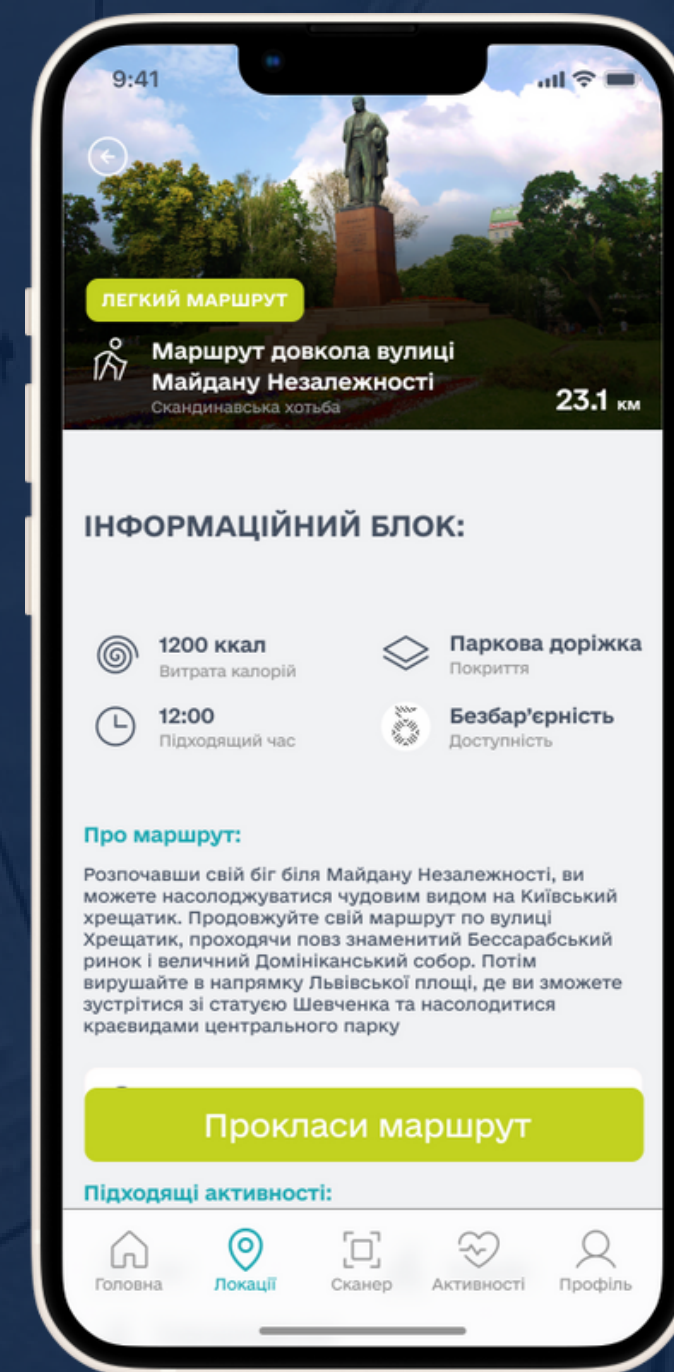 9:41
ЛЕГКИЙ МАРШРУТ
Маршрут довкола вулиці
Майдану Незалежності
Скандинавська хотьба
23.1 км
ІНФОРМАЦІЙНИЙ БЛОК:
1200 ккал
Витрата калорій
Паркова доріжка
Покриття
12:00
Підходящий час
Безбар’єрність
Доступність
Про маршрут:
Розпочавши свій біг біля Майдану Незалежності, ви
можете насолоджуватися чудовим видом на Київський
хрещатик. Продовжуйте свій маршрут по вулиці
Хрещатик, проходячи повз знаменитий Бессарабський
ринок і величний Домініканський собор. Потім
вирушайте в напрямку Львівської площі, де ви зможете
зустрітися зі статуєю Шевченка та насолодитися
краєвидами центрального парку
Прокласи маршрут
Підходящі активності:
Головна
Локації
Сканер
Активності
Профіль